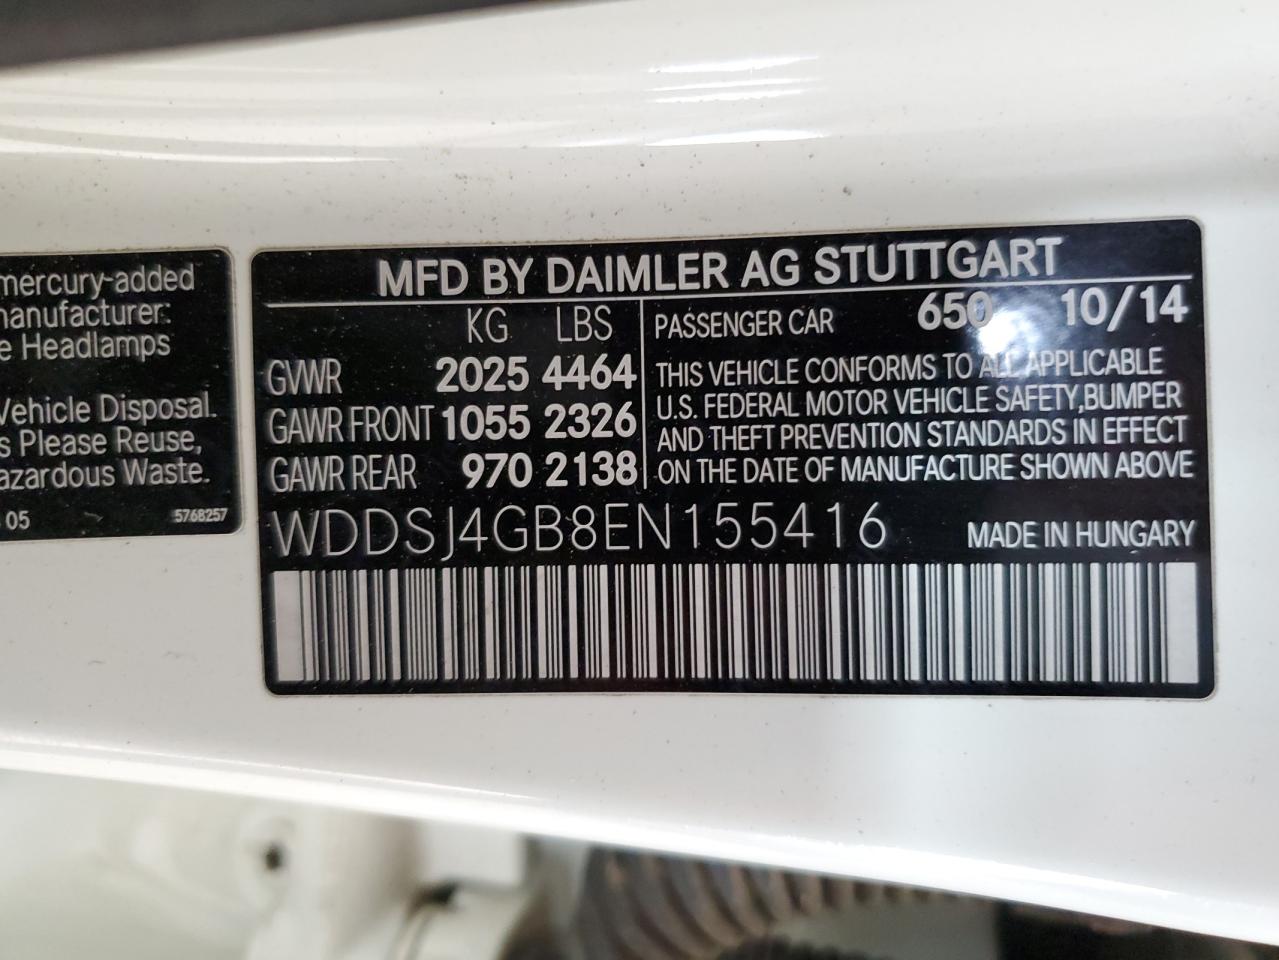 mercury-added
manufacturer:
e Headlamps
Vehicle Disposal.
s Please Reuse,
azardous Waste.
05
5768257
MFD BY DAIMLER AG STUTTGART
KG LBS
GVWR 2025 4464
GAWR FRONT 1055 2326
GAWR REAR 970 2138
PASSENGER CAR 650 10/14
THIS VEHICLE CONFORMS TO ALL APPLICABLE
U.S. FEDERAL MOTOR VEHICLE SAFETY,BUMPER
AND THEFT PREVENTION STANDARDS IN EFFECT
ON THE DATE OF MANUFACTURE SHOWN ABOVE
WDDSJ4GB8EN155416
MADE IN HUNGARY